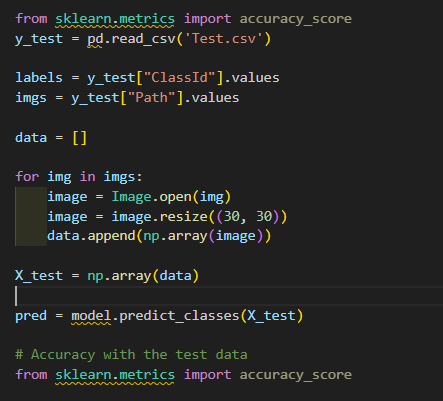 from sklearn.metrics import accuracy_score
y_test = pd.read_csv('Test.csv')
labels = y_test["ClassId"].values
imgs = y_test["Path"].values
data = []
for img in imgs:
    image = Image.open(img)
    image = image.resize((30, 30))
    data.append(np.array(image))
X_test = np.array(data)
pred = model.predict_classes(X_test)
# Accuracy with the test data
from sklearn.metrics import accuracy_score